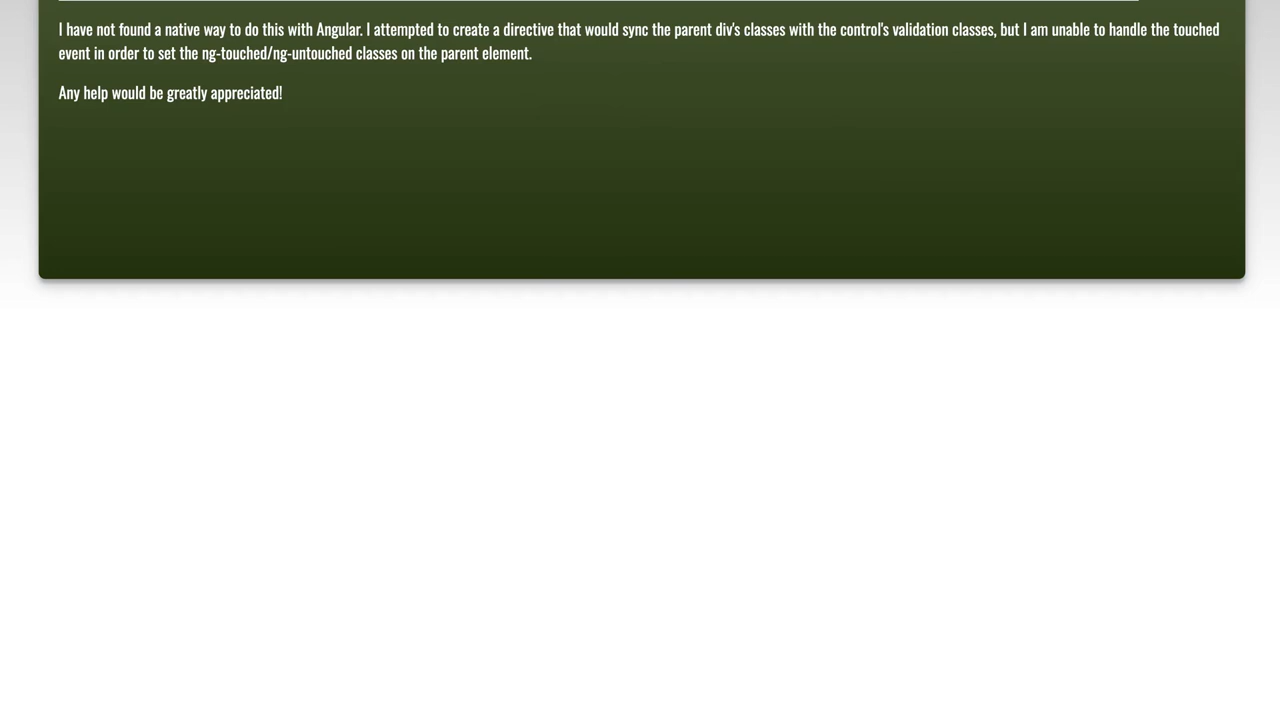 I have not found a native way to do this with Angular. I attempted to create a directive that would sync the parent div's classes with the control's validation classes, but I am unable to handle the touched
event in order to set the ng-touched/ng-untouched classes on the parent element.
Any help would be greatly appreciated!